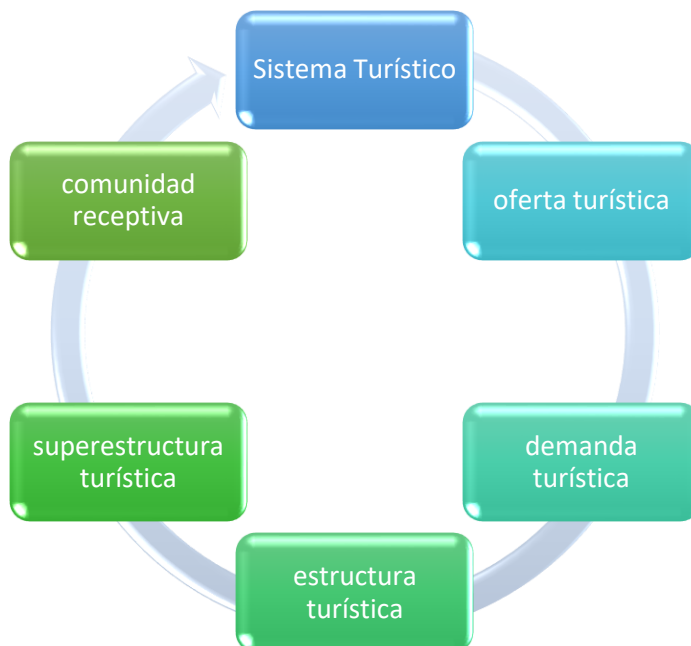 Sistema Turístico
oferta turística
demanda
turística
estructura
turística
superestructura
turística
comunidad
receptiva